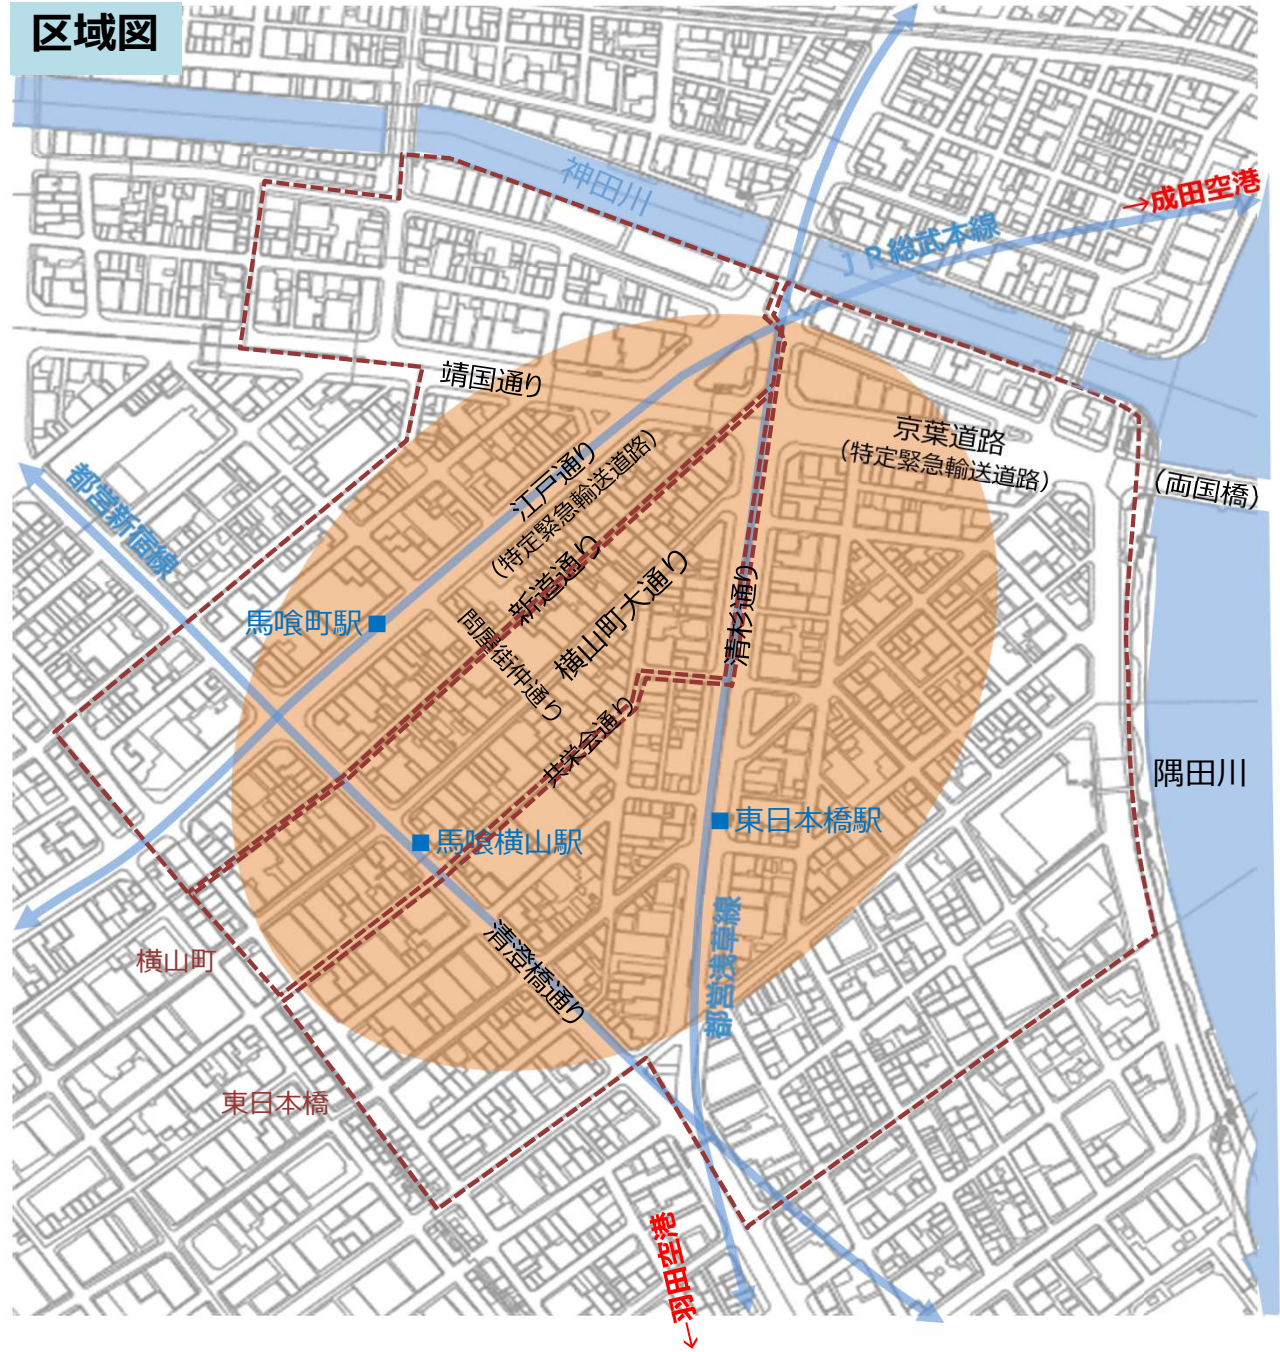 区域図
神田川
→成田空港
JR総武本線
靖国通り
京葉道路
(特定緊急輸送道路)
(両国橋)
江戸通り
(特定緊急輸送道路)
都営新宿線
新道通り
横山町大通り
清杉通り
馬喰町駅
問屋街仲通り
共栄会通り
隅田川
東日本橋駅
馬喰横山駅
都営浅草線
清澄橋通り
横山町
東日本橋
←羽田空港